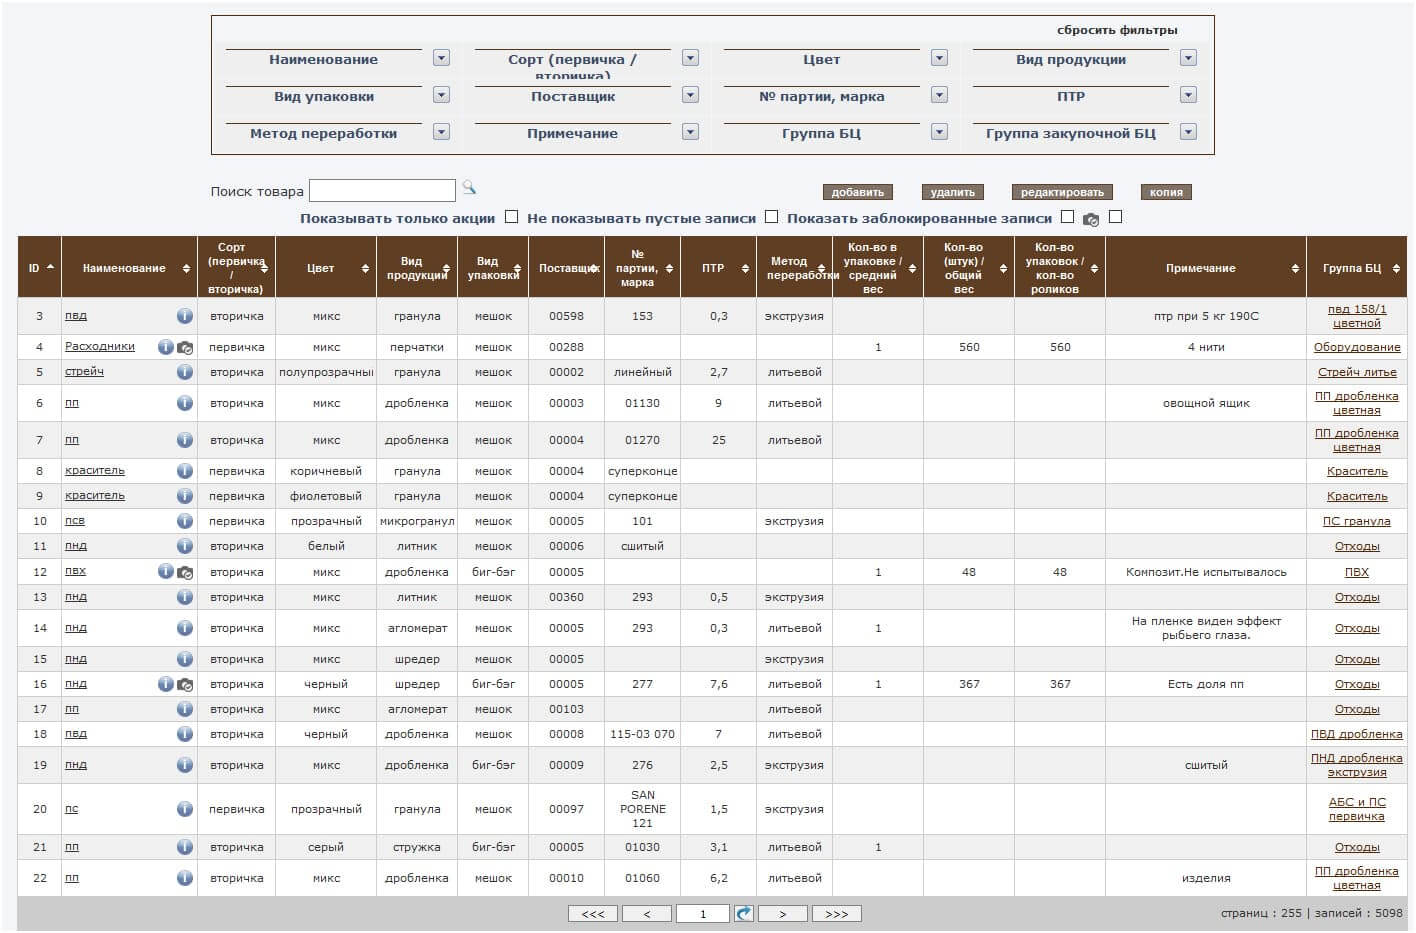 сбросить фильтры
Наименование Сорт (первичка / вторичка) Цвет Вид продукции
Вид упаковки Поставщик № партии, марка ПТР
Метод переработки Примечание Группа БЦ Группа закупочной БЦ
Поиск товара добавить удалить редактировать копия
Показывать только акции Не показывать пустые записи Показать заблокированные записи
ID Наименование Сорт (первичка / вторичка) Цвет Вид продукции Вид упаковки Поставщик № партии, марка ПТР Метод переработки Кол-во в упаковке / средний вес Кол-во (штук) / общий вес Кол-во упаковок / кол-во роликов Примечание Группа БЦ
3 пвд вторичка микс гранула мешок 00598 153 0,3 экструзия птр при 5 кг 190С пвд 158/1 цветной
4 Расходники первичка микс перчатки мешок 00288 1 560 560 4 нити Оборудование
5 стрейч вторичка полупрозрачны гранула мешок 00002 линейный 2,7 литьевой Стрейч литье
6 пп вторичка микс дробленка мешок 00003 01130 9 литьевой овощной ящик ПП дробленка цветная
7 пп вторичка микс дробленка мешок 00004 01270 25 литьевой ПП дробленка цветная
8 краситель первичка коричневый гранула мешок 00004 суперконце Краситель
9 краситель первичка фиолетовый гранула мешок 00004 суперконце Краситель
10 псв первичка прозрачный микрогранул мешок 00005 101 экструзия ПС гранула
11 пнд вторичка белый литник мешок 00006 сшитый Отходы
12 пвх вторичка микс дробленка биг-бэг 00005 1 48 48 Композит.Не испытывалось ПВХ
13 пнд вторичка микс литник мешок 00360 293 0,5 экструзия Отходы
14 пнд вторичка микс агломерат мешок 00005 293 0,3 литьевой 1 На пленке виден эффект рыбьего глаза. Отходы
15 пнд вторичка микс шредер мешок 00005 экструзия Отходы
16 пнд вторичка черный шредер биг-бэг 00005 277 7,6 литьевой 1 367 367 Есть доля пп Отходы
17 пп вторичка микс агломерат мешок 00103 литьевой Отходы
18 пвд вторичка черный дробленка мешок 00008 115-03 070 7 литьевой ПВД дробленка
19 пнд вторичка микс дробленка биг-бэг 00009 276 2,5 экструзия сшитый ПНД дробленка экструзия
20 пс первичка прозрачный гранула мешок 00097 SAN PORENE 121 1,5 экструзия АБС и ПС первичка
21 пп вторичка серый стружка биг-бэг 00005 01030 3,1 литьевой 1 Отходы
22 пп вторичка микс дробленка мешок 00010 01060 6,2 литьевой изделия ПП дробленка цветная
<<< < 1 > >>> страниц : 255 | записей : 5098